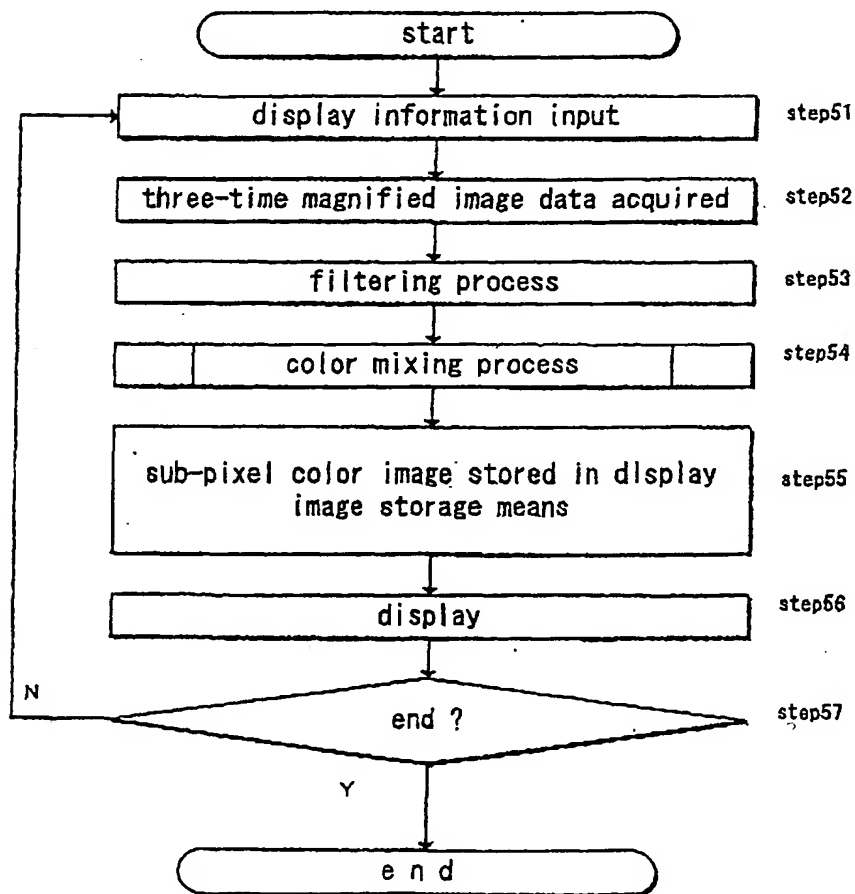 start
display information input
step51
three-time magnified image data acquired
step52
filtering process
step53
color mixing process
step54
sub-pixel color image stored in display
image storage means
step55
display
step56
N
end ?
step57
Y
e n d